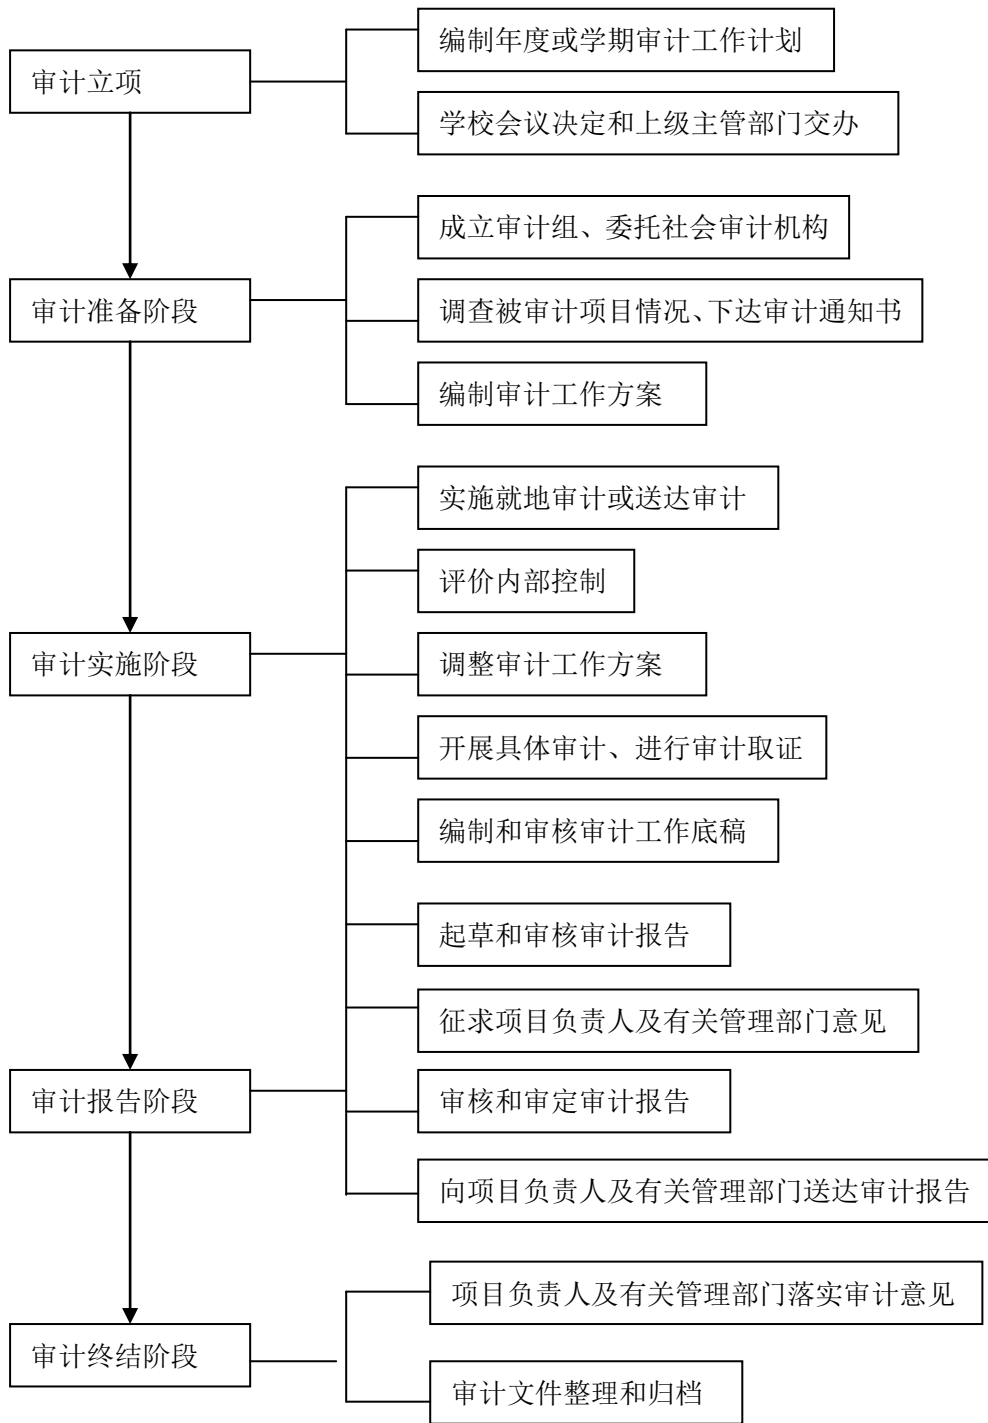 审计立项
编制年度或学期审计工作计划
学校会议决定和上级主管部门交办
审计准备阶段
成立审计组、委托社会审计机构
调查被审计项目情况、下达审计通知书
编制审计工作方案
审计实施阶段
实施就地审计或送达审计
评价内部控制
调整审计工作方案
开展具体审计、进行审计取证
编制和审核审计工作底稿
审计报告阶段
起草和审核审计报告
征求项目负责人及有关管理部门意见
审核和审定审计报告
向项目负责人及有关管理部门送达审计报告
审计终结阶段
项目负责人及有关管理部门落实审计意见
审计文件整理和归档